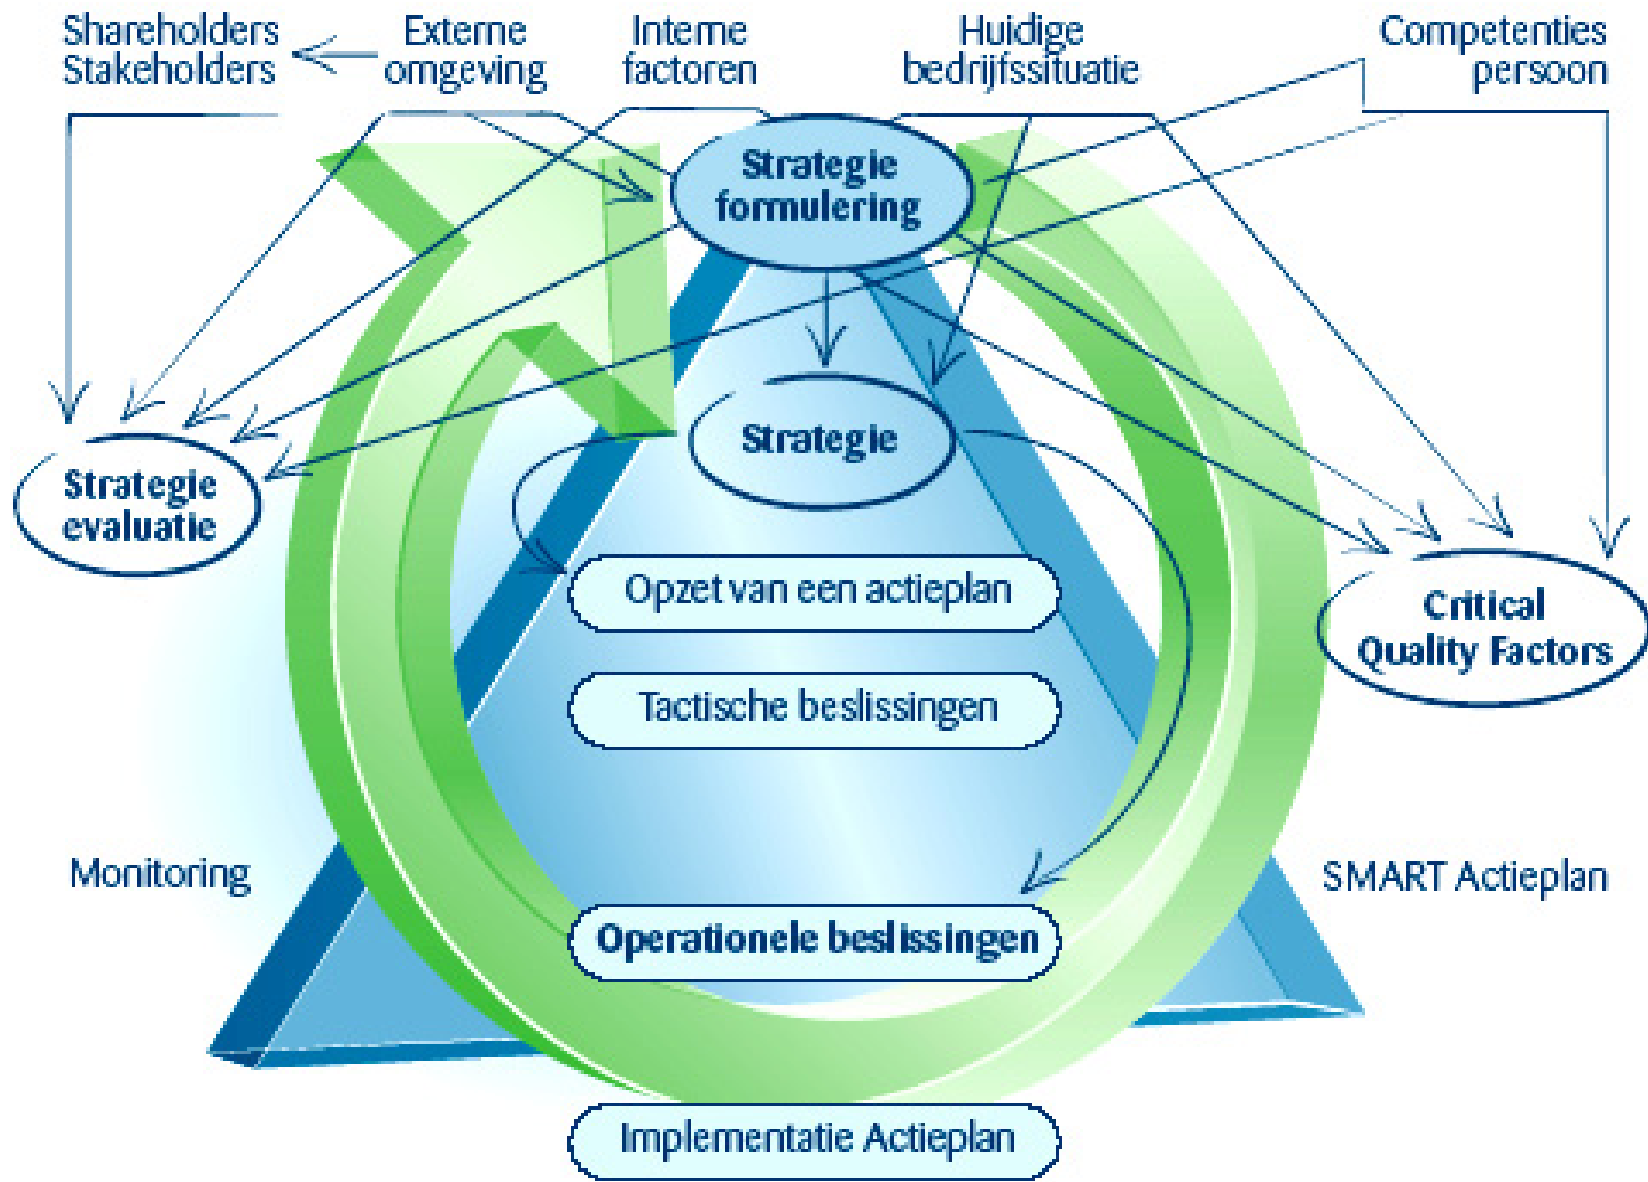 Shareholders
Stakeholders
Externe
omgeving
Interne
factoren
Huidige
bedrijfssituatie
Competenties
persoon
Strategie
formulering
Strategie
Strategie
evaluatie
Opzet van een actieplan
Critical
Quality Factors
Tactische beslissingen
Monitoring
SMART Actieplan
Operationele beslissingen
Implementatie Actieplan